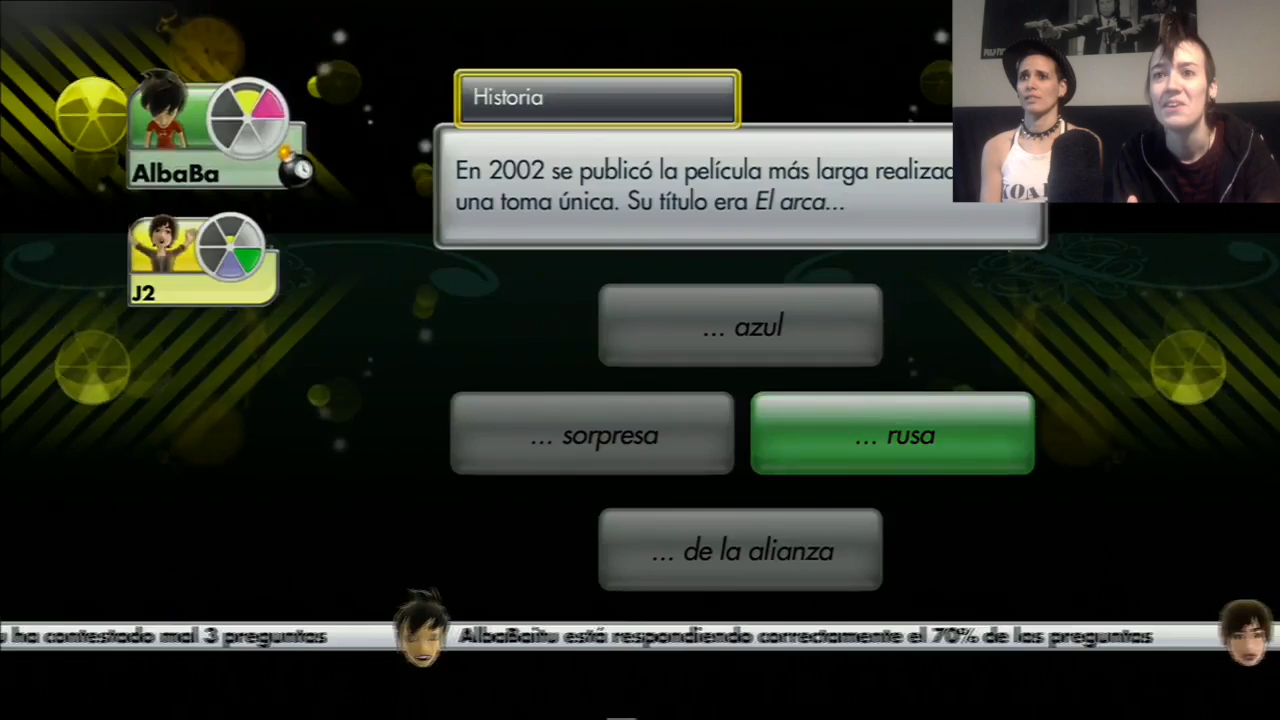 Historia
En 2002 se publicó la película más larga realizad
una toma única. Su título era El arca...
AlbaBa
J2
... azul
... sorpresa
... rusa
... de la alianza
ha contestado mal 3 preguntas
AlbaBaitu está respondiendo correctamente el 70% de las preguntas